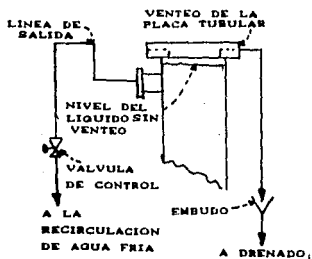 LINEA DE
SALIDA
VENTEO DE LA
PLACA TUBULAR
NIVEL DEL
LIQUIDO SIN
VENTEO
VALVULA
DE CONTROL
A LA
RECIRCULACION
DE AGUA FRIA
EMBUDO
A DRENADO.